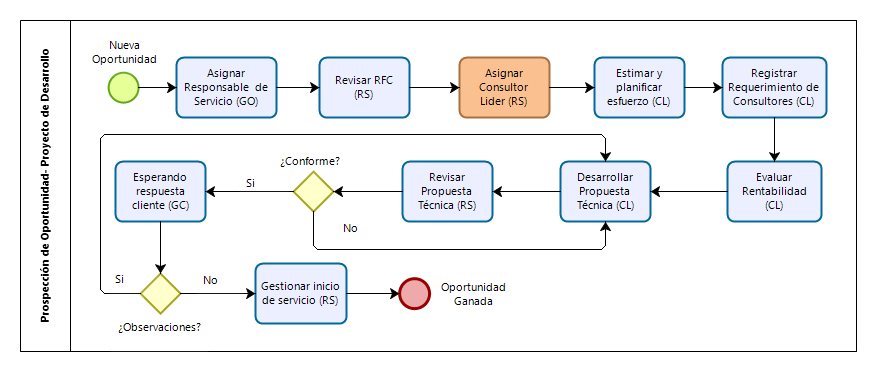 Prospección de Oportunidad- Proyecto de Desarrollo
Nueva
Oportunidad
Asignar
Responsable de
Servicio (GO)
Revisar RFC
(RS)
Asignar
Consultor
Lider (RS)
Estimar y
planificar
esfuerzo (CL)
Registrar
Requerimiento de
Consultores (CL)
Esperando
respuesta
cliente (GC)
Si
¿Conforme?
No
Revisar
Propuesta
Técnica (RS)
Desarrollar
Propuesta
Técnica (CL)
Evaluar
Rentabilidad
(CL)
Si
No
¿Observaciones?
Gestionar inicio
de servicio (RS)
Oportunidad
Ganada